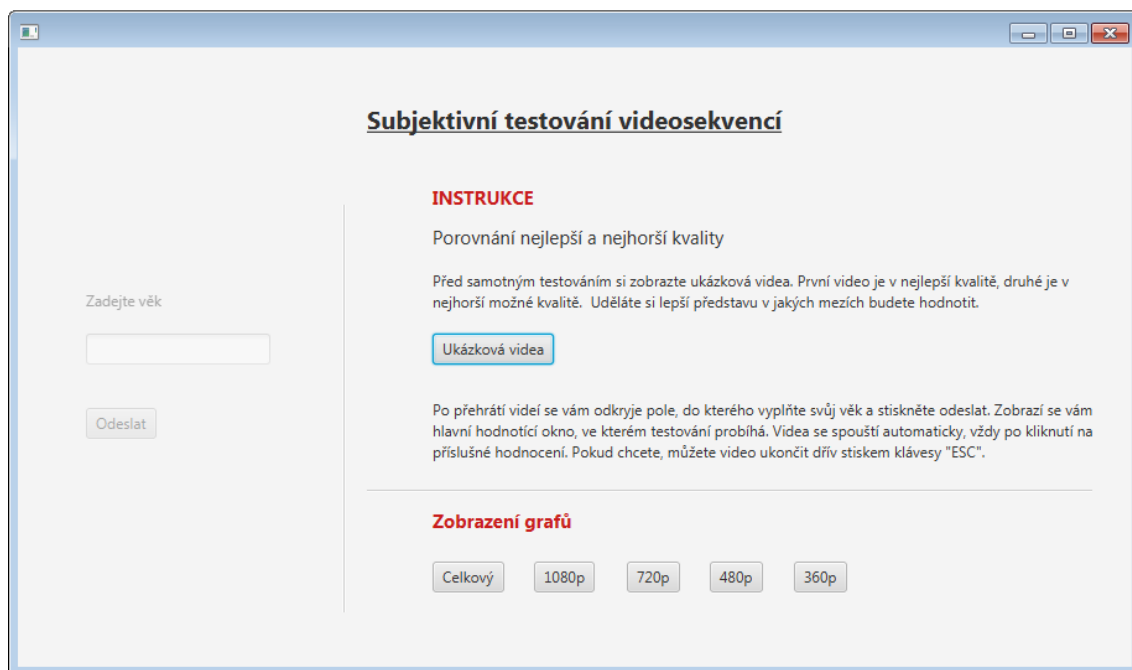 Subjektivní testování videosekvencí
Zadejte věk
Odeslat
INSTRUKCE
Porovnání nejlepší a nejhorší kvality
Před samotným testováním si zobrazte ukázková videa. První video je v nejlepší kvalitě, druhé je v
nejhorší možné kvalitě.  Uděláte si lepší představu v jakých mezích budete hodnotit.
Ukázková videa
Po přehrátí videí se vám odkryje pole, do kterého vyplňte svůj věk a stiskněte odeslat. Zobrazí se vám
hlavní hodnotící okno, ve kterém testování probíhá. Videa se spouští automaticky, vždy po kliknutí na
příslušné hodnocení. Pokud chcete, můžete video ukončit dřív stiskem klávesy "ESC".
Zobrazení grafů
Celkový 1080p 720p 480p 360p